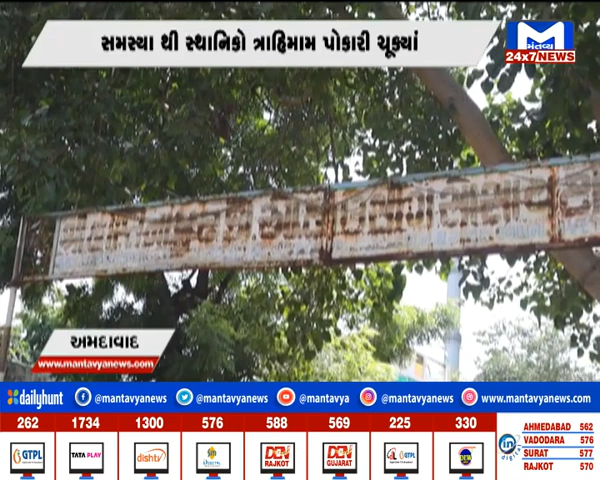 સમસ્યા થી સ્થાનિકો ત્રાહિમામ પોકારી ચૂક્યાં
મંતવ્ય
24x7NEWS
અમદાવાદ
www.mantavyanews.com
dailyhunt @mantavyanews @mantavyanews @mantavya @mantavyanews www.mantavyanews.com
262 1734 1300 576 588 569 225 330
GTPL TATA PLAY dishtv DEN RAJKOT DEN GUJARAT
in digital
AHMEDABAD 562
VADODARA 576
SURAT 577
RAJKOT 570